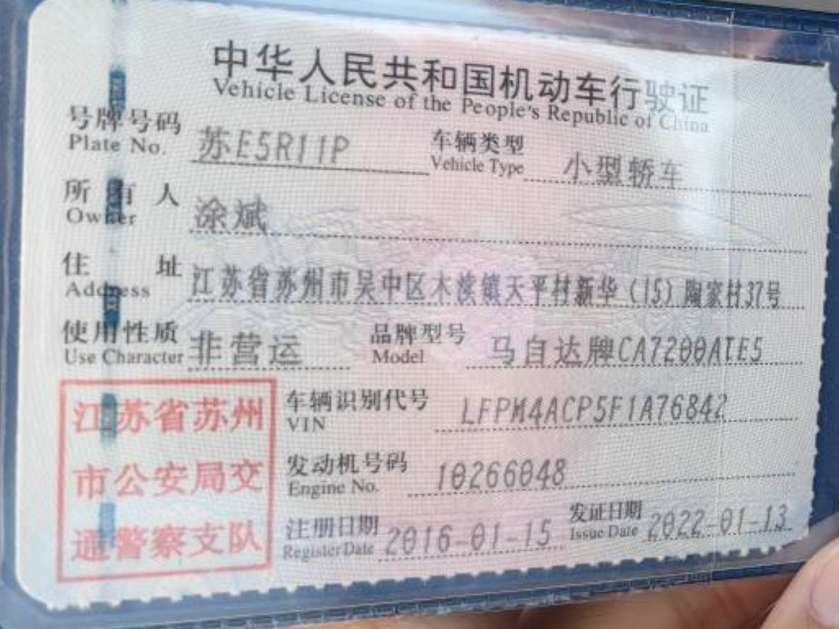 中华人民共和国机动车行驶证
Vehicle License of the People's Republic of China
号牌号码 苏E5R11P 车辆类型 小型轿车
Plate No. Vehicle Type
所有人 涂斌
Owner
住址 江苏省苏州市吴中区木渎镇天平村新华(15)陶家村37号
Address
使用性质 非营运 品牌型号 马自达牌CA7200ATE5
Use Character Model
江苏省苏州
市公安局交
通警察支队
车辆识别代号 LFPM4ACP5F1A76842
VIN
发动机号码 10266048
Engine No.
注册日期 2016-01-15 发证日期 2022-01-13
Register Date Issue Date